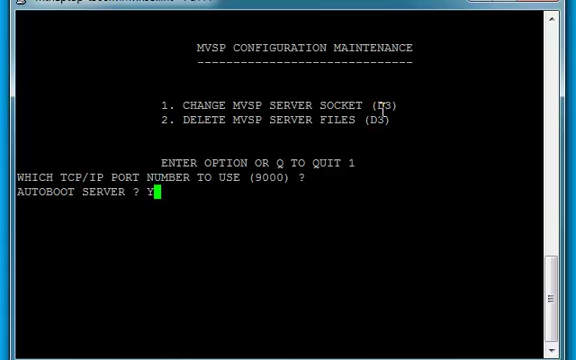 MVSP CONFIGURATION MAINTENANCE
------------------------------
1. CHANGE MVSP SERVER SOCKET (D3)
2. DELETE MVSP SERVER FILES (D3)
ENTER OPTION OR Q TO QUIT 1
WHICH TCP/IP PORT NUMBER TO USE (9000) ?
AUTOBOOT SERVER ? Y